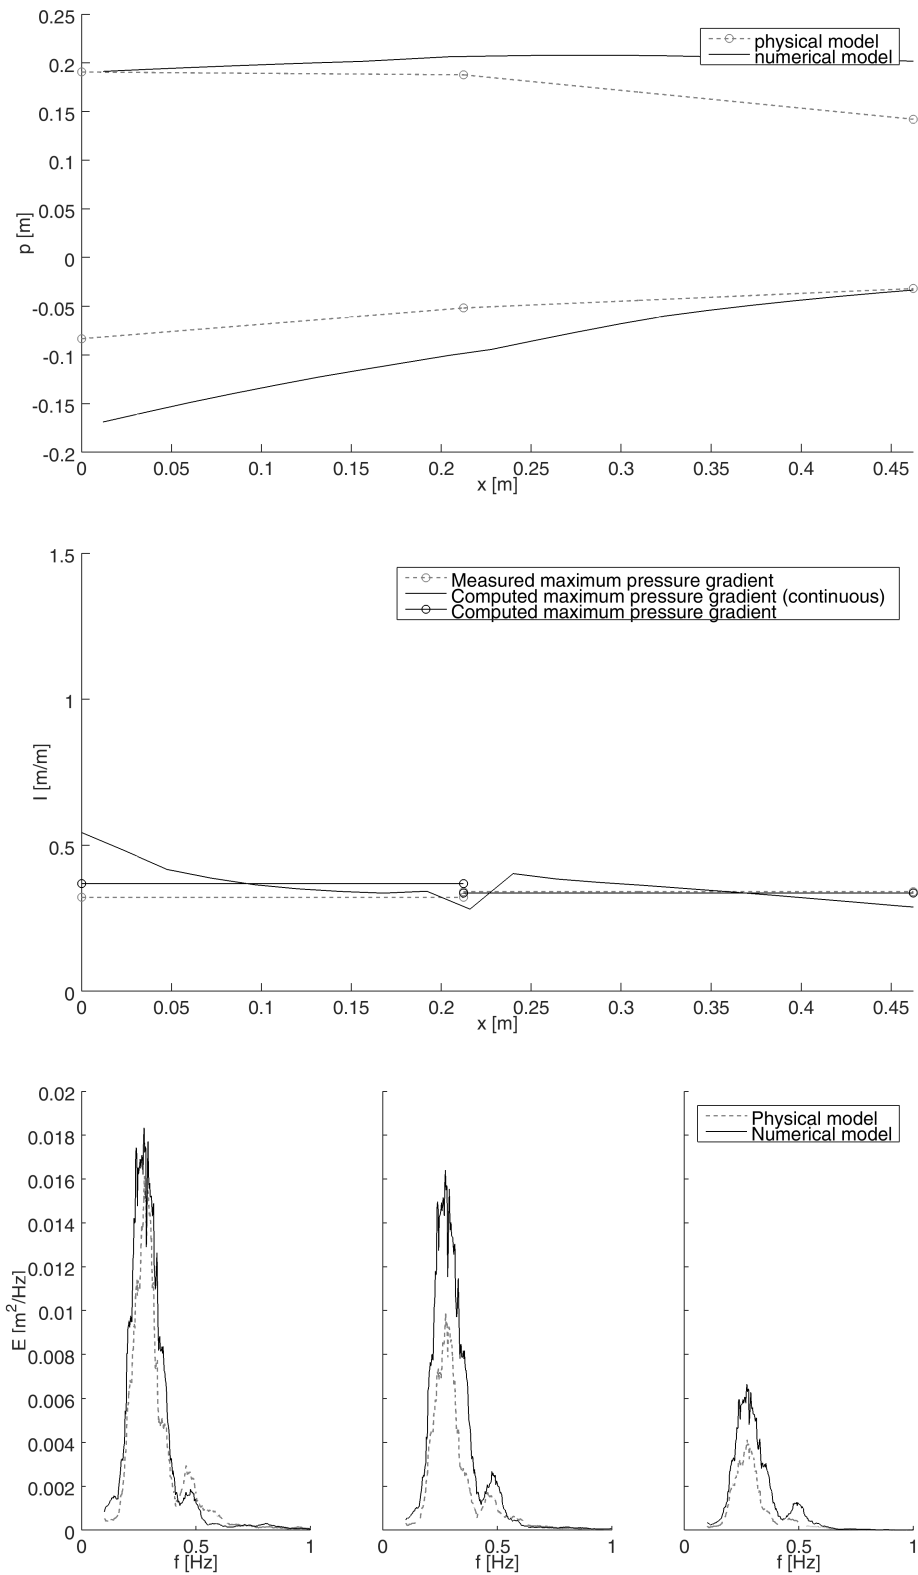 0.25
0.2
0.15
0.1
0.05
0
-0.05
-0.1
-0.15
-0.2
p [m]
physical model
numerical model
0 0.05 0.1 0.15 0.2 0.25 0.3 0.35 0.4 0.45
x [m]
1.5
1
0.5
0
I [m/m]
Measured maximum pressure gradient
Computed maximum pressure gradient (continuous)
Computed maximum pressure gradient
0 0.05 0.1 0.15 0.2 0.25 0.3 0.35 0.4 0.45
x [m]
0.02
0.018
0.016
0.014
0.012
0.01
0.008
0.006
0.004
0.002
0
E [m²/Hz]
Physical model
Numerical model
0 0.5 1 0 0.5 1 0 0.5 1
f [Hz] f [Hz] f [Hz]